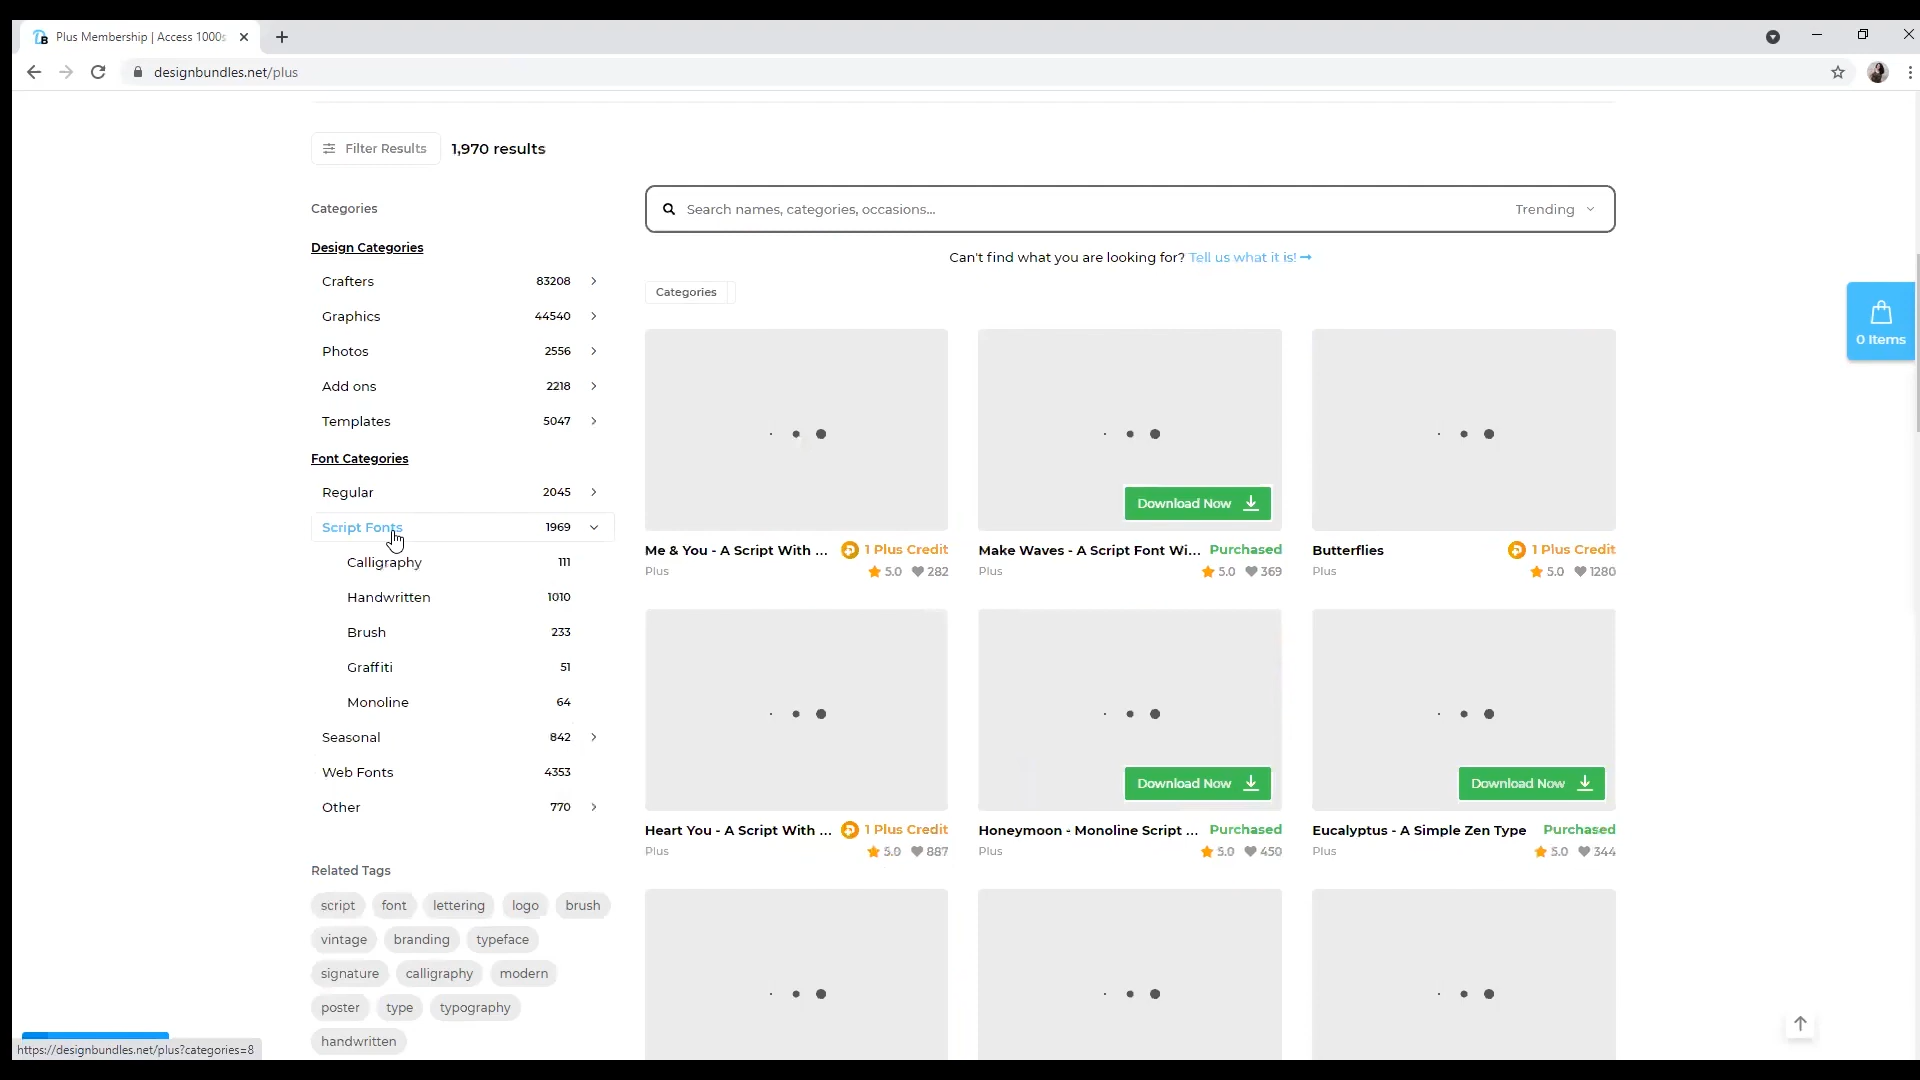 Plus Membership | Access 1000s
designbundles.net/plus
Filter Results
1,970 results
Categories
Search names, categories, occasions...
Trending
Design Categories
Can't find what you are looking for? Tell us what it is!
Crafters 83208
Categories
Graphics 44540
Photos 2556
0 Items
Add ons 2218
Templates 5047
Font Categories
Regular 2045
Download Now
Script Fonts 1969
Me & You - A Script With ... 1 Plus Credit
Make Waves - A Script Font Wi... Purchased
Butterflies 1 Plus Credit
Calligraphy 111
Plus 5.0 282
Plus 5.0 369
Plus 5.0 1280
Handwritten 1010
Brush 233
Graffiti 51
Monoline 64
Seasonal 842
Web Fonts 4353
Download Now
Download Now
Other 770
Heart You - A Script With ... 1 Plus Credit
Honeymoon - Monoline Script ... Purchased
Eucalyptus - A Simple Zen Type Purchased
Plus 5.0 887
Plus 5.0 450
Plus 5.0 344
Related Tags
script font lettering logo brush
vintage branding typeface
signature calligraphy modern
poster type typography
handwritten
https://designbundles.net/plus?categories=8